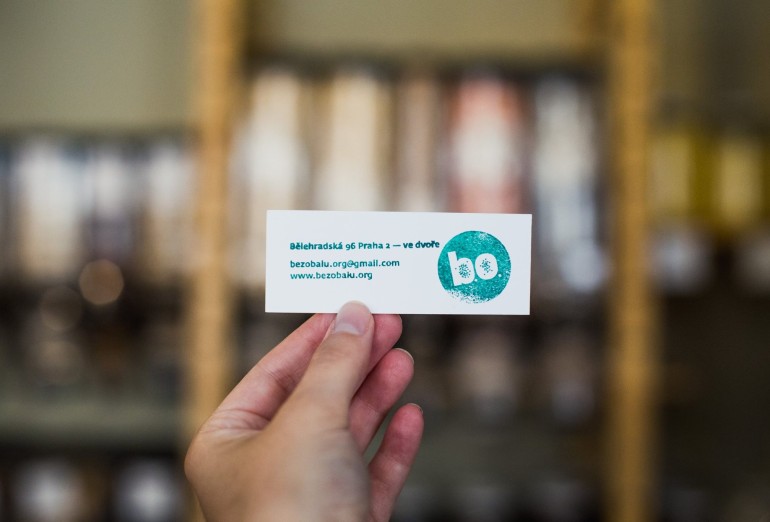 Bělehradská 96 Praha 2 — ve dvoře
bezobalu.org@gmail.com
www.bezobalu.org
bo